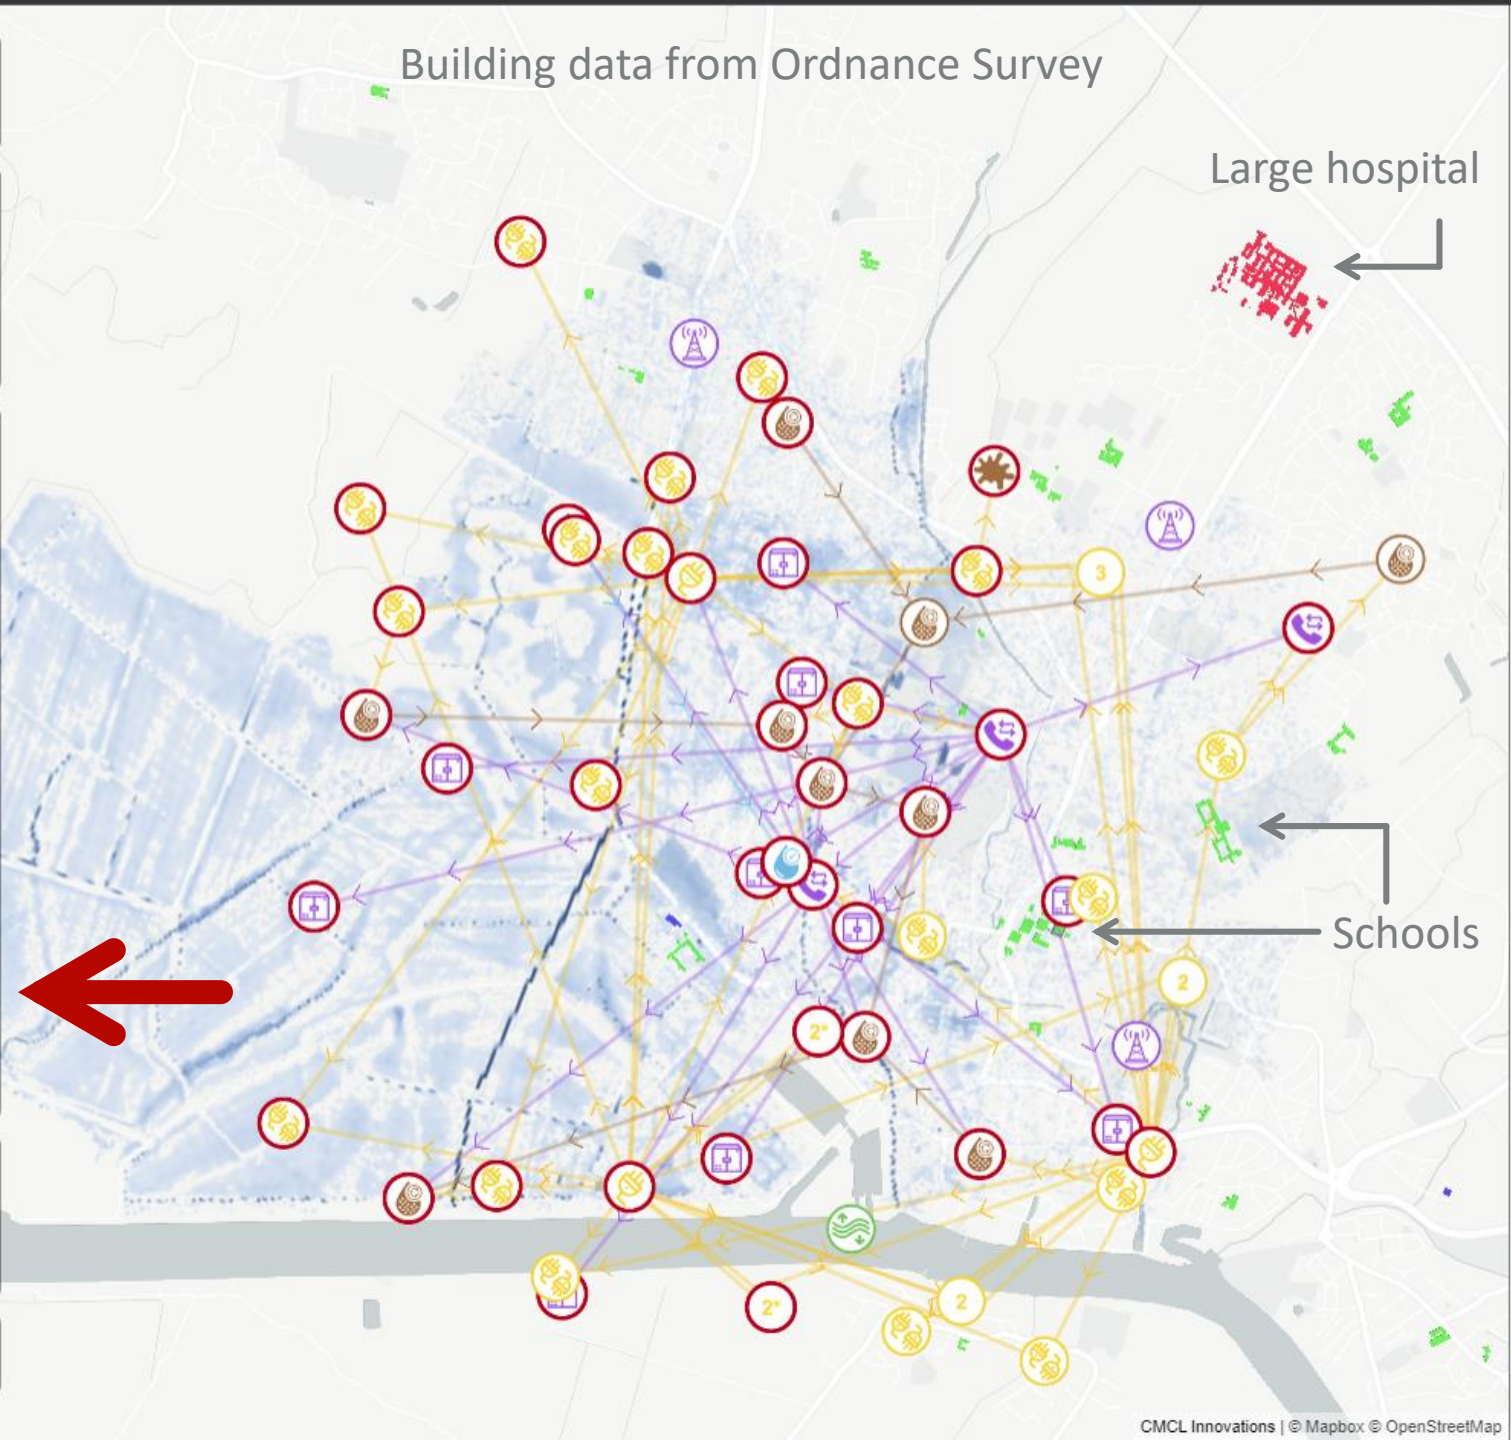 Building data from Ordnance Survey
Large hospital
3
Schools
2
2*
2*
2
CMCL Innovations | © Mapbox © OpenStreetMap